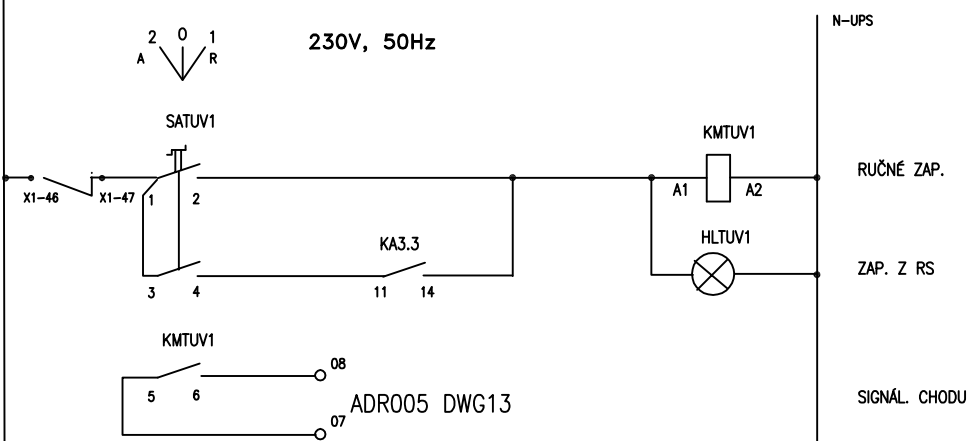 N-UPS
2 0 1
A R
230V, 50Hz
SATUV1
KMTUV1
RUČNÉ ZAP.
X1-46 X1-47 1 2 A1 A2
KA3.3
HLTUV1
ZAP. Z RS
3 4 11 14
KMTUV1
08
5 6
ADR005 DWG13
SIGNÁL. CHODU
07